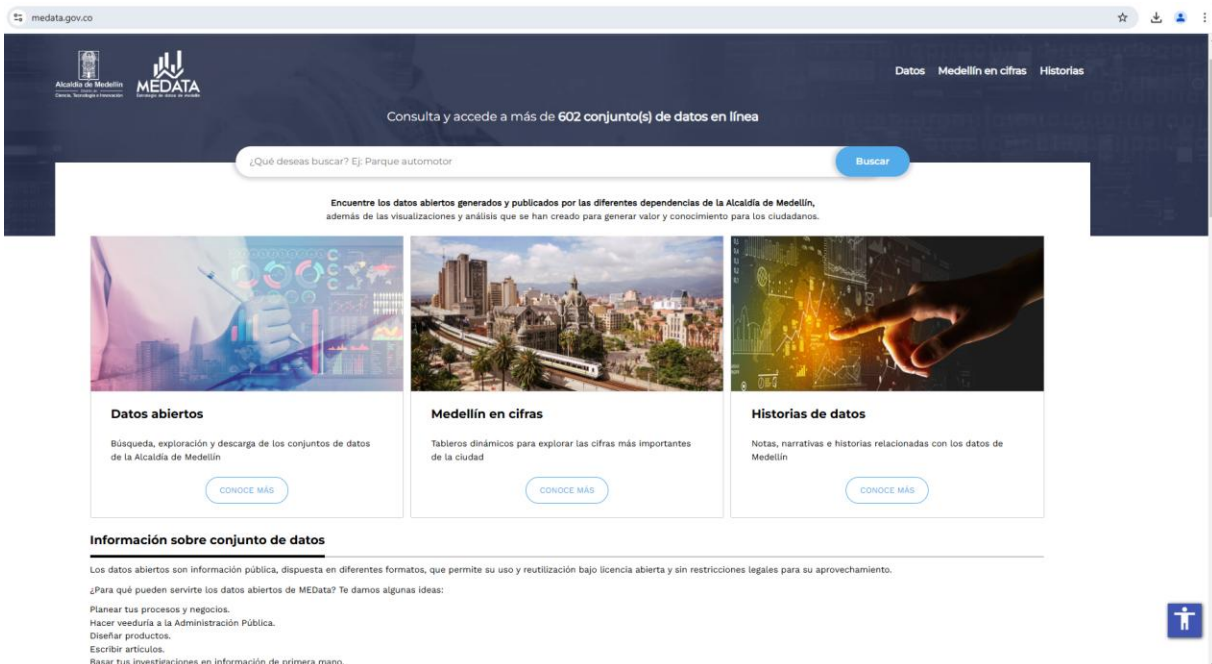 medata.gov.co
Alcaldía de Medellín
Ciencia, Tecnología e Innovación
MEDATA
Estrategia de datos de medellín
Datos Medellín en cifras Historias
Consulta y accede a más de 602 conjunto(s) de datos en línea
¿Qué deseas buscar? Ej: Parque automotor
Buscar
Encuentre los datos abiertos generados y publicados por las diferentes dependencias de la Alcaldía de Medellín,
además de las visualizaciones y análisis que se han creado para generar valor y conocimiento para los ciudadanos.
Datos abiertos
Búsqueda, exploración y descarga de los conjuntos de datos
de la Alcaldía de Medellín
CONOCE MÁS
Medellín en cifras
Tableros dinámicos para explorar las cifras más importantes
de la ciudad
CONOCE MÁS
Historias de datos
Notas, narrativas e historias relacionadas con los datos de
Medellín
CONOCE MÁS
Información sobre conjunto de datos
Los datos abiertos son información pública, dispuesta en diferentes formatos, que permite su uso y reutilización bajo licencia abierta y sin restricciones legales para su aprovechamiento.
¿Para qué pueden servirte los datos abiertos de MEData? Te damos algunas ideas:
Planear tus procesos y negocios.
Hacer veeduría a la Administración Pública.
Diseñar productos.
Escribir artículos.
Basar tus investigaciones en información de primera mano.